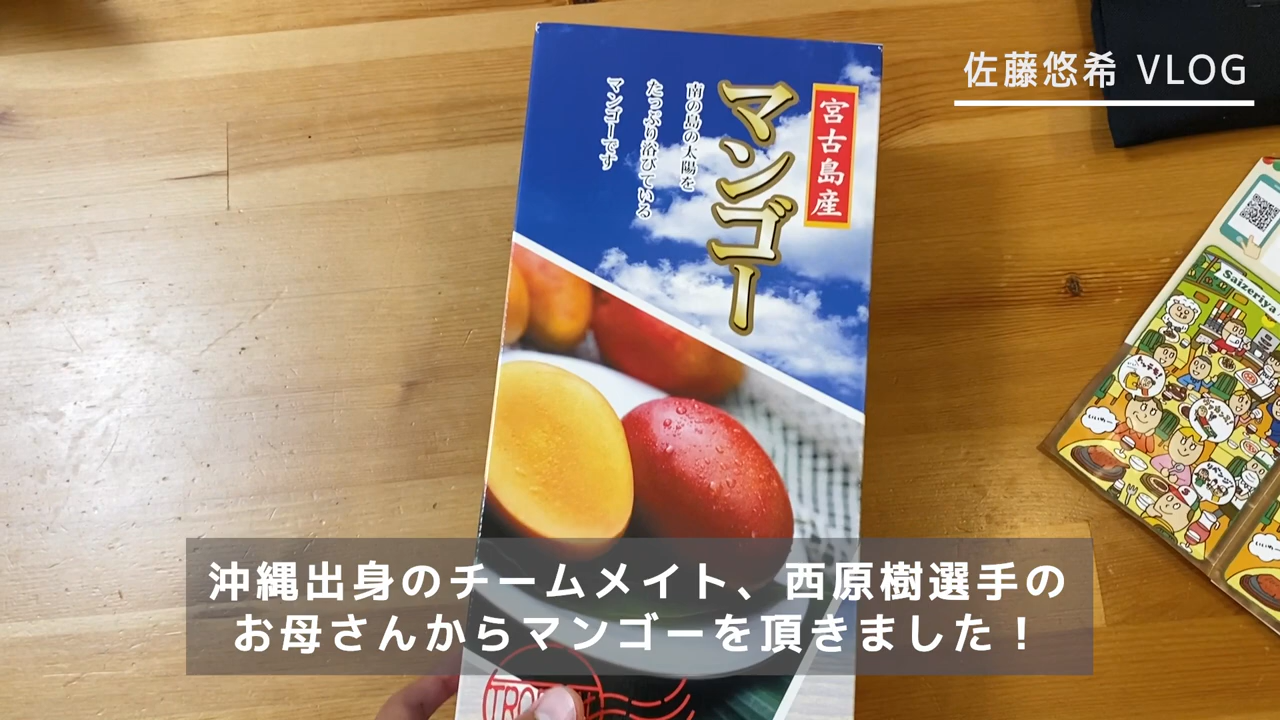 佐藤悠希 VLOG
宮古島産
マンゴー
南の島の太陽を
たっぷり浴びている
マンゴーです
Saizeriya
沖縄出身のチームメイト、西原樹選手の
お母さんからマンゴーを頂きました！